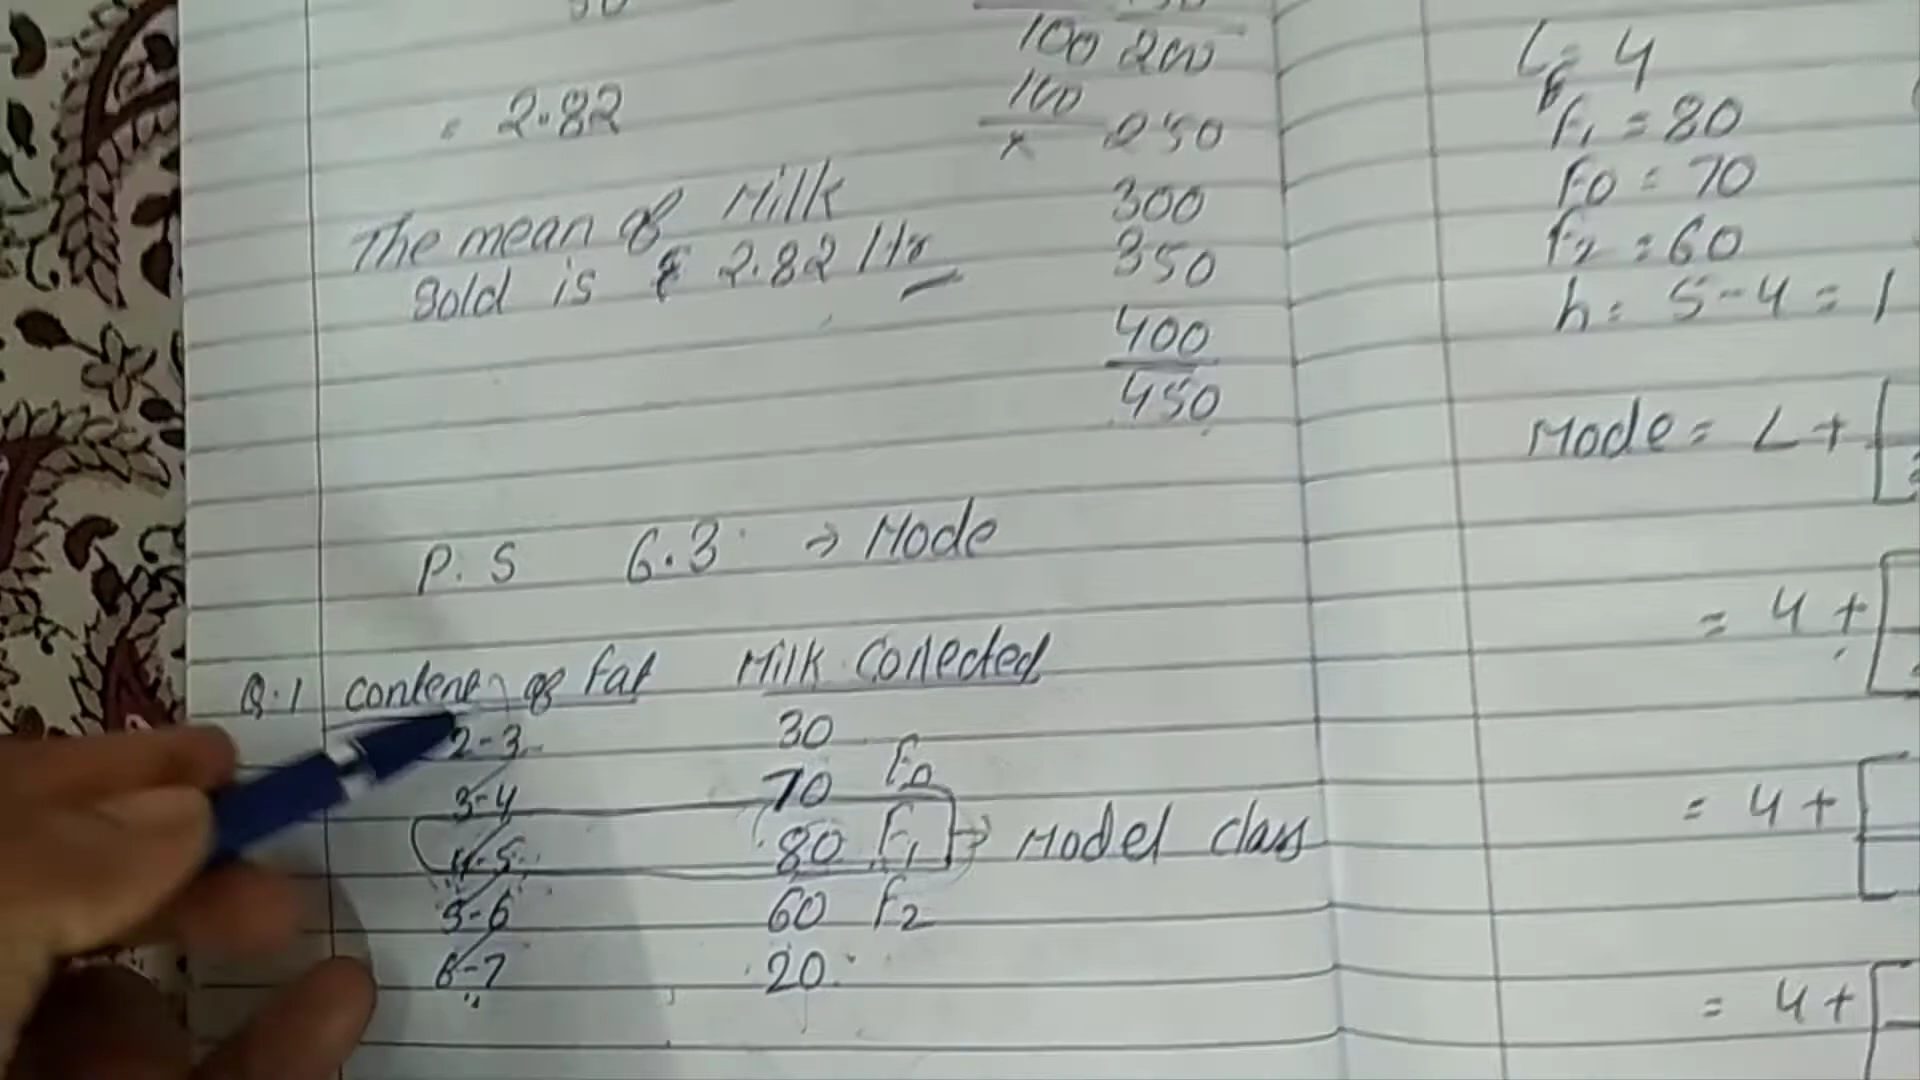 100 200
= 2.82
100
x 250
The mean of Milk
300
Sold is 2.82 ltr
350
400
450
P.S 6.3 → Mode
Q.1 Content of fat Milk Collected
2-3 30
3-4 70 F0
4-5 80 F1 → Model class
5-6 60 F2
6-7 20
L = 4
F1 = 80
F0 = 70
F2 = 60
h = 5-4 = 1
Mode = L + [
= 4 + [
= 4 + [
= 4 + [